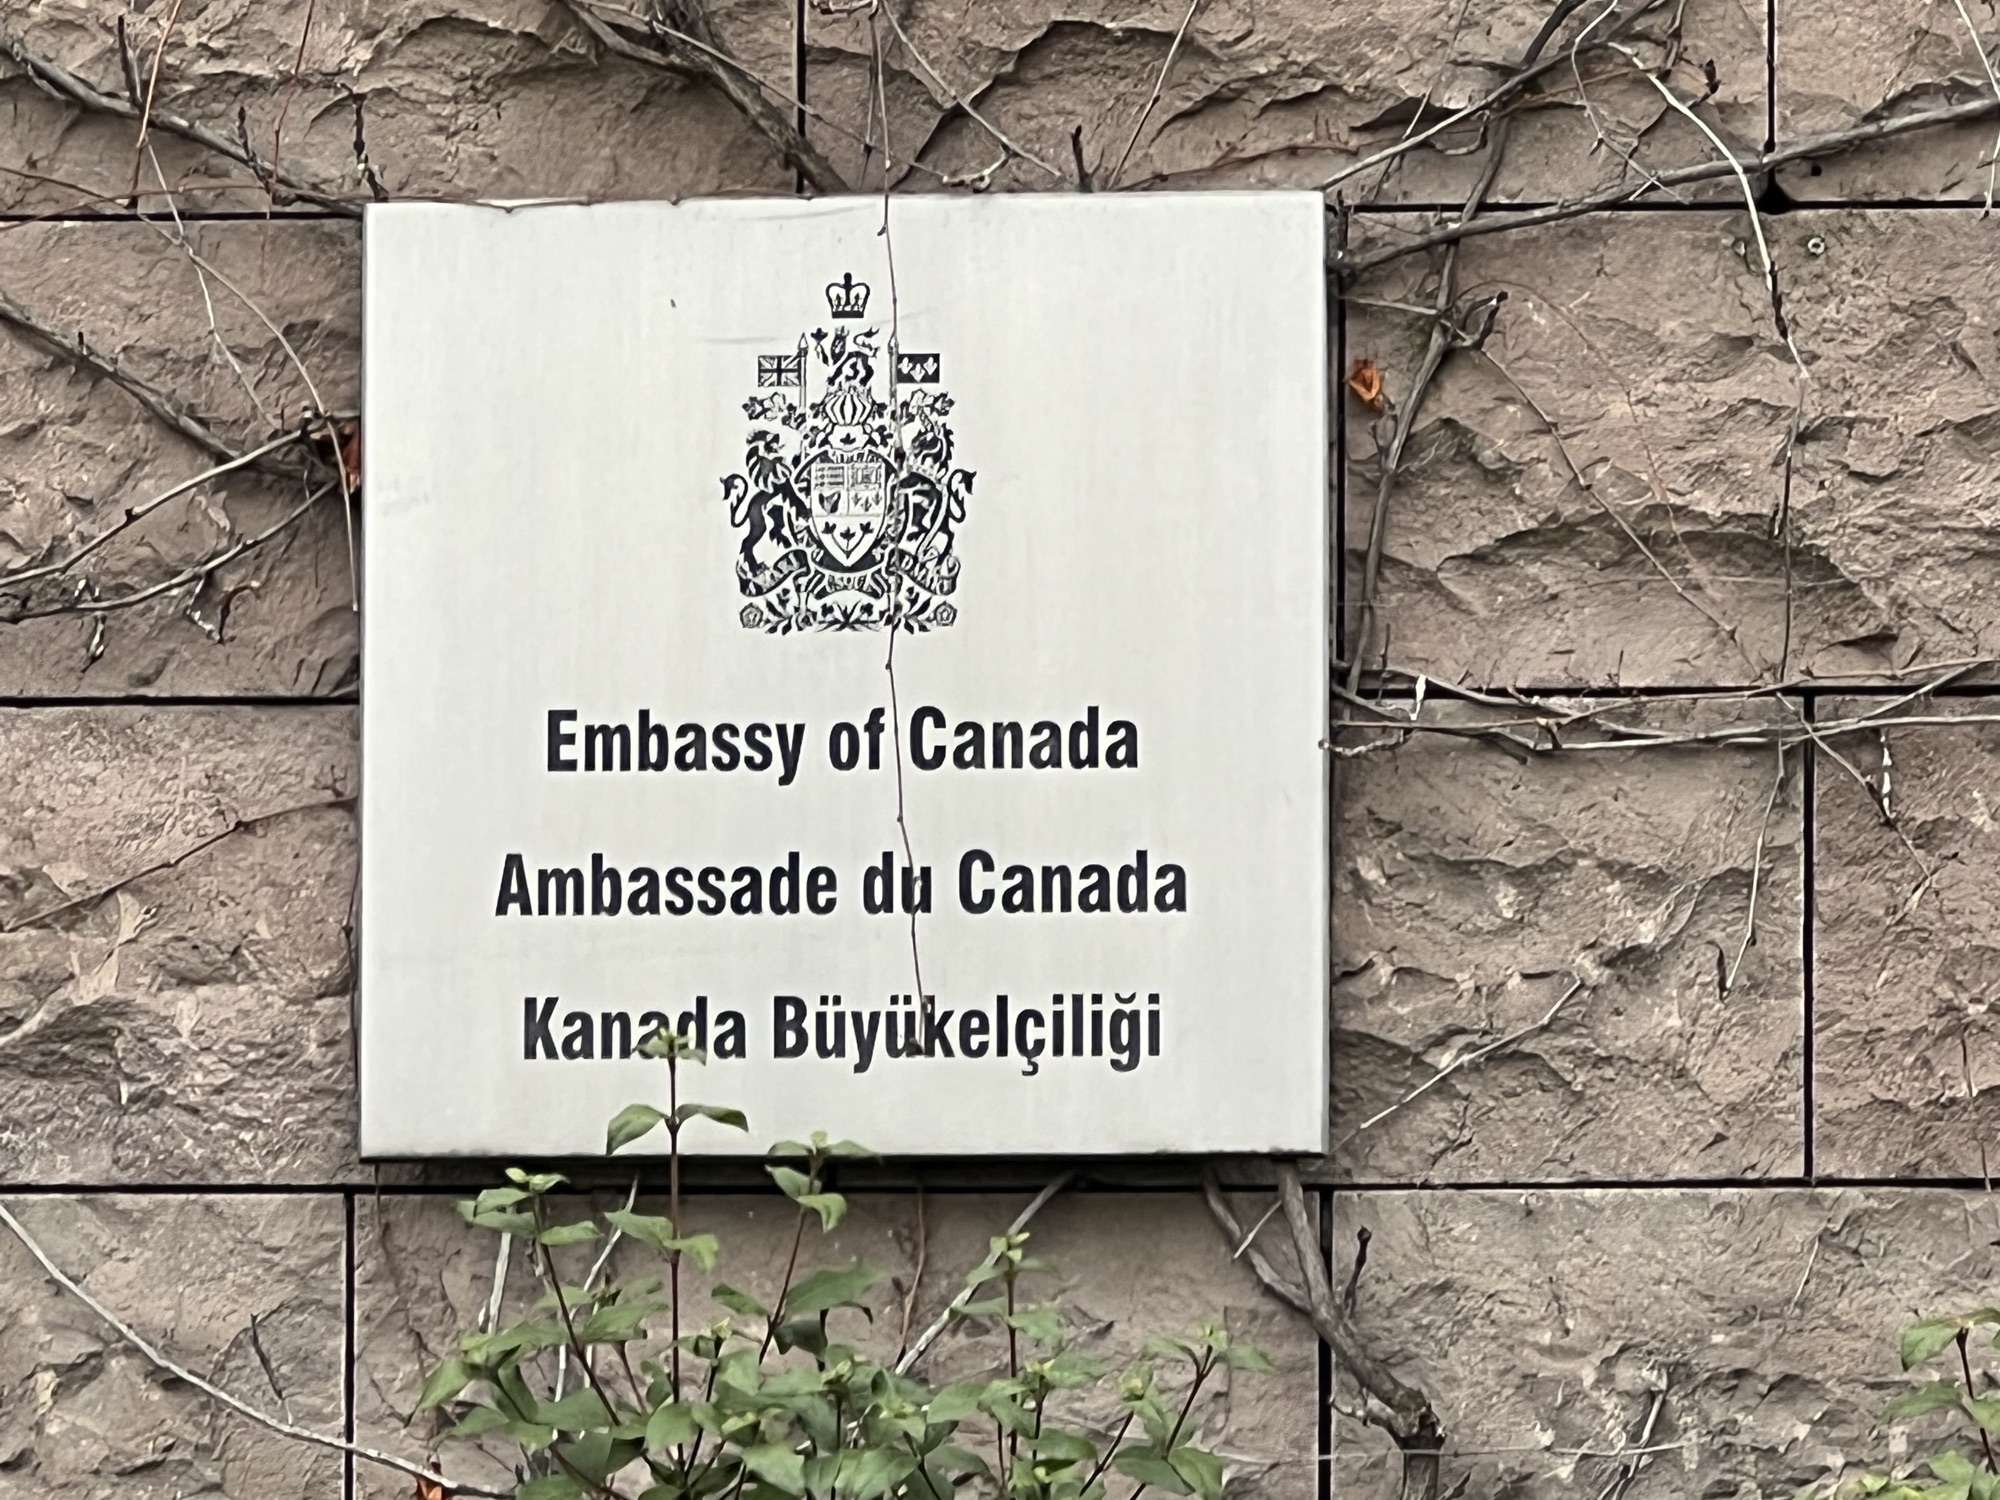 Embassy of Canada
Ambassade du Canada
Kanada Büyükelçiliği